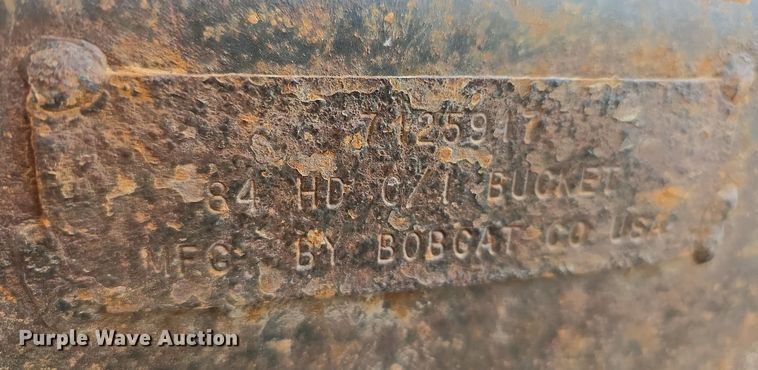 7125917
84 HD C/I BUCKET
MFG. BY BOBCAT CO USA
Purple Wave Auction®